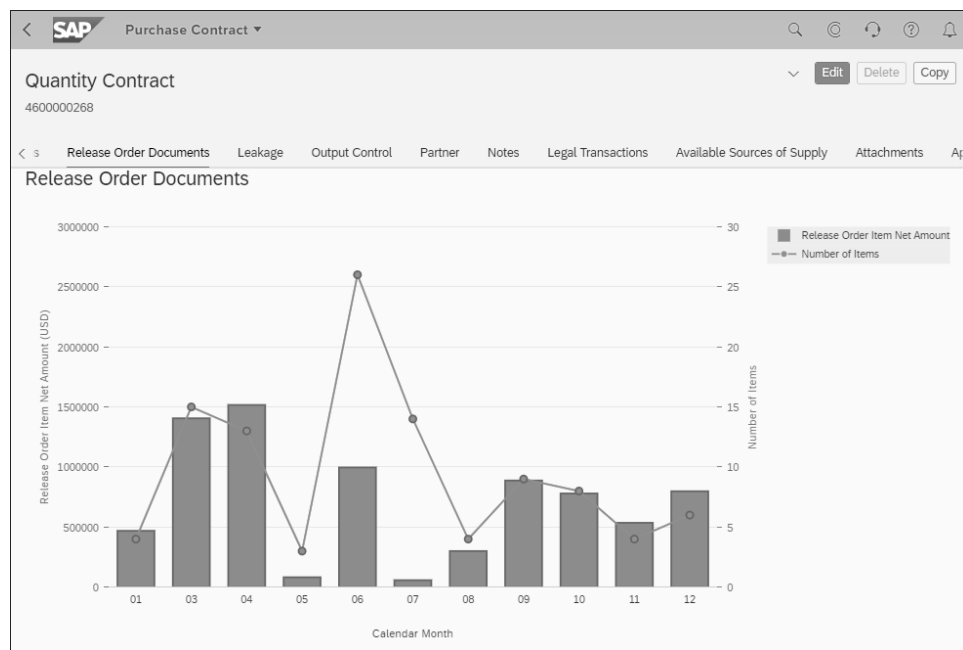 SAP Purchase Contract
Quantity Contract
Edit Delete Copy
4600000268
s Release Order Documents Leakage Output Control Partner Notes Legal Transactions Available Sources of Supply Attachments Ap
Release Order Documents
3000000
2500000
2000000
1500000
1000000
500000
0
Release Order Item Net Amount (USD)
30
25
20
15
10
5
0
Number of Items
01 03 04 05 06 07 08 09 10 11 12
Calendar Month
Release Order Item Net Amount
Number of Items